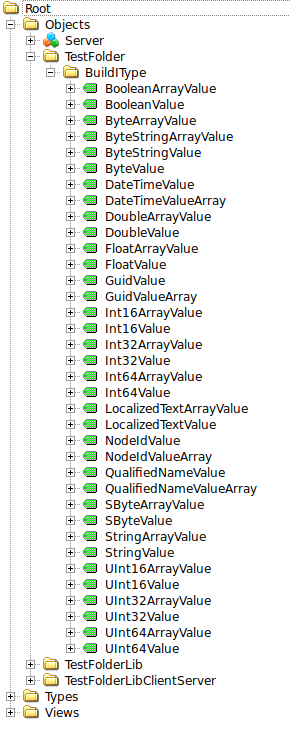 Root
Objects
Server
TestFolder
BuildIType
BooleanArrayValue
BooleanValue
ByteArrayValue
ByteStringArrayValue
ByteStringValue
ByteValue
DateTimeValue
DateTimeValueArray
DoubleArrayValue
DoubleValue
FloatArrayValue
FloatValue
GuidValue
GuidValueArray
Int16ArrayValue
Int16Value
Int32ArrayValue
Int32Value
Int64ArrayValue
Int64Value
LocalizedTextArrayValue
LocalizedTextValue
NodeIdValue
NodeIdValueArray
QualifiedNameValue
QualifiedNameValueArray
SByteArrayValue
SByteValue
StringArrayValue
StringValue
UInt16ArrayValue
UInt16Value
UInt32ArrayValue
UInt32Value
UInt64ArrayValue
UInt64Value
TestFolderLib
TestFolderLibClientServer
Types
Views